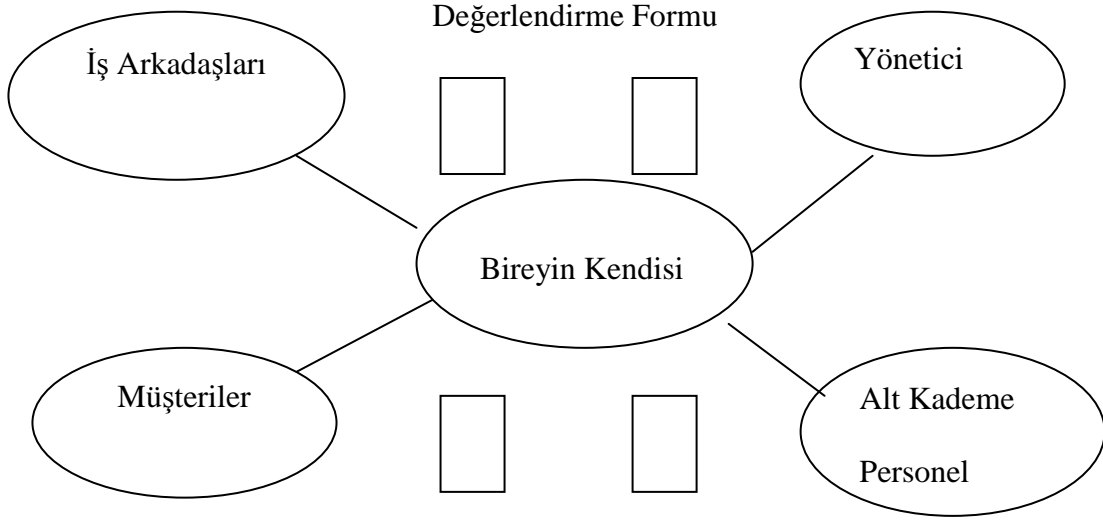 Değerlendirme Formu
İş Arkadaşları
Yönetici
Bireyin Kendisi
Müşteriler
Alt Kademe
Personel